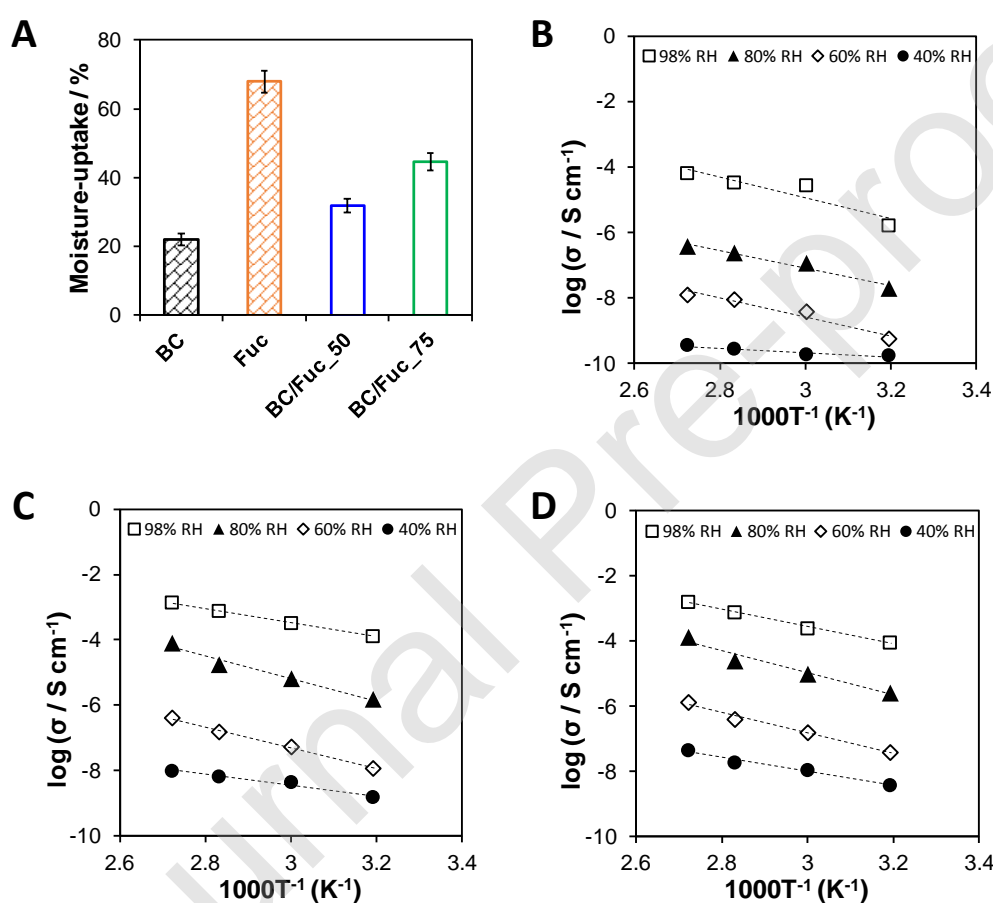 A
Moisture-uptake / %
80
60
40
20
0
BC
Fuc
BC/Fuc_50
BC/Fuc_75
B
log (σ / S cm⁻¹)
0
-2
-4
-6
-8
-10
98% RH 80% RH 60% RH 40% RH
2.6 2.8 3 3.2 3.4
1000T⁻¹ (K⁻¹)
C
log (σ / S cm⁻¹)
0
-2
-4
-6
-8
-10
98% RH 80% RH 60% RH 40% RH
2.6 2.8 3 3.2 3.4
1000T⁻¹ (K⁻¹)
D
log (σ / S cm⁻¹)
0
-2
-4
-6
-8
-10
98% RH 80% RH 60% RH 40% RH
2.6 2.8 3 3.2 3.4
1000T⁻¹ (K⁻¹)
urnal Pre-proo